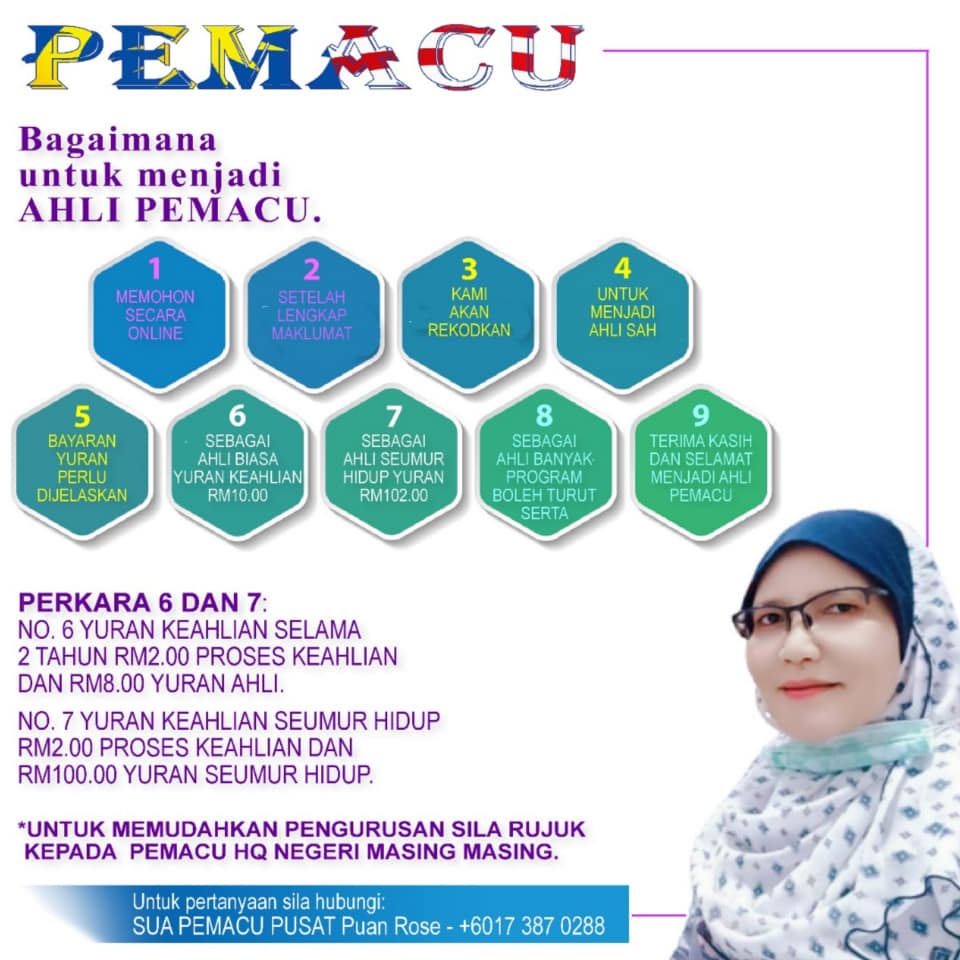 PEMACU
Bagaimana
untuk menjadi
AHLI PEMACU.
1
MEMOHON
SECARA
ONLINE
2
SETELAH
LENGKAP
MAKLUMAT
3
KAMI
AKAN
REKODKAN
4
UNTUK
MENJADI
AHLI SAH
5
BAYARAN
YURAN
PERLU
DIJELASKAN
6
SEBAGAI
AHLI BIASA
YURAN KEAHLIAN
RM10.00
7
SEBAGAI
AHLI SEUMUR
HIDUP YURAN
RM102.00
8
SEBAGAI
AHLI BANYAK
PROGRAM
BOLEH TURUT
SERTA
9
TERIMA KASIH
DAN SELAMAT
MENJADI AHLI
PEMACU
PERKARA 6 DAN 7:
NO. 6 YURAN KEAHLIAN SELAMA
2 TAHUN RM2.00 PROSES KEAHLIAN
DAN RM8.00 YURAN AHLI.
NO. 7 YURAN KEAHLIAN SEUMUR HIDUP
RM2.00 PROSES KEAHLIAN DAN
RM100.00 YURAN SEUMUR HIDUP.
*UNTUK MEMUDAHKAN PENGURUSAN SILA RUJUK
KEPADA PEMACU HQ NEGERI MASING MASING.
Untuk pertanyaan sila hubungi:
SUA PEMACU PUSAT Puan Rose - +6017 387 0288